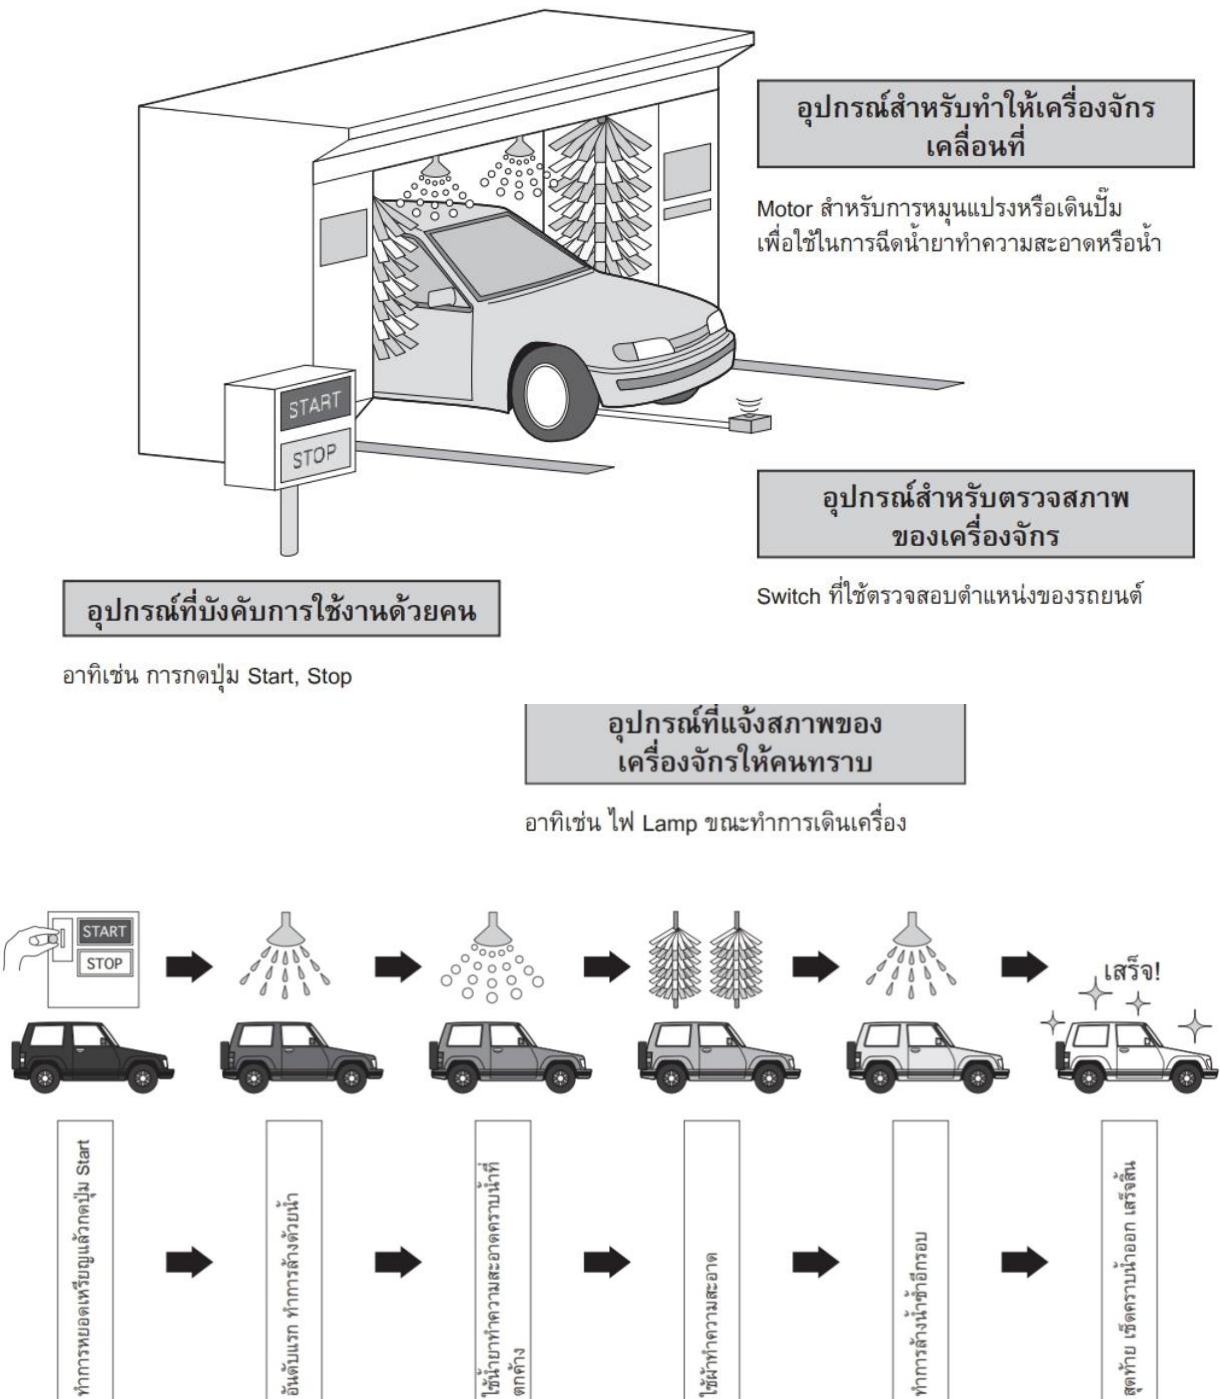 อุปกรณ์สำหรับทำให้เครื่องจักร
เคลื่อนที่
Motor สำหรับการหมุนแปรงหรือเดินปั๊ม
เพื่อใช้ในการฉีดน้ำยาทำความสะอาดหรือน้ำ
START
STOP
อุปกรณ์สำหรับตรวจสภาพ
ของเครื่องจักร
Switch ที่ใช้ตรวจสอบตำแหน่งของรถยนต์
อุปกรณ์ที่บังคับการใช้งานด้วยคน
อาทิเช่น การกดปุ่ม Start, Stop
อุปกรณ์ที่แจ้งสภาพของ
เครื่องจักรให้คนทราบ
อาทิเช่น ไฟ Lamp ขณะทำการเดินเครื่อง
START
STOP
เสร็จ!
ทำการหยอดเหรียญแล้วกดปุ่ม Start
อันดับแรก ทำการล้างด้วยน้ำ
ใช้น้ำยาทำความสะอาดคราบน้ำที่
ตกค้าง
ใช้ผ้าทำความสะอาด
ทำการล้างน้ำซ้ำอีกรอบ
สุดท้าย เช็ดคราบน้ำออก เสร็จสิ้น